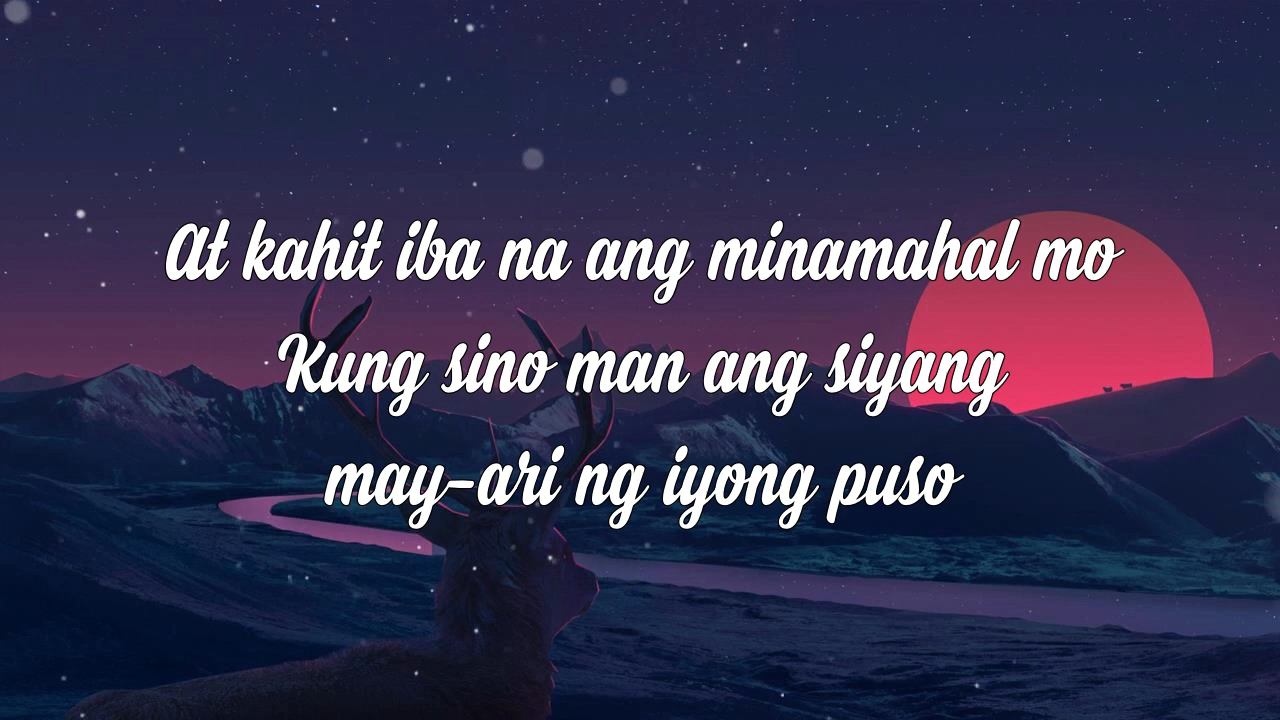 At kahit iba na ang minamahal mo
Kung sino man ang siyang
may-ari ng iyong puso